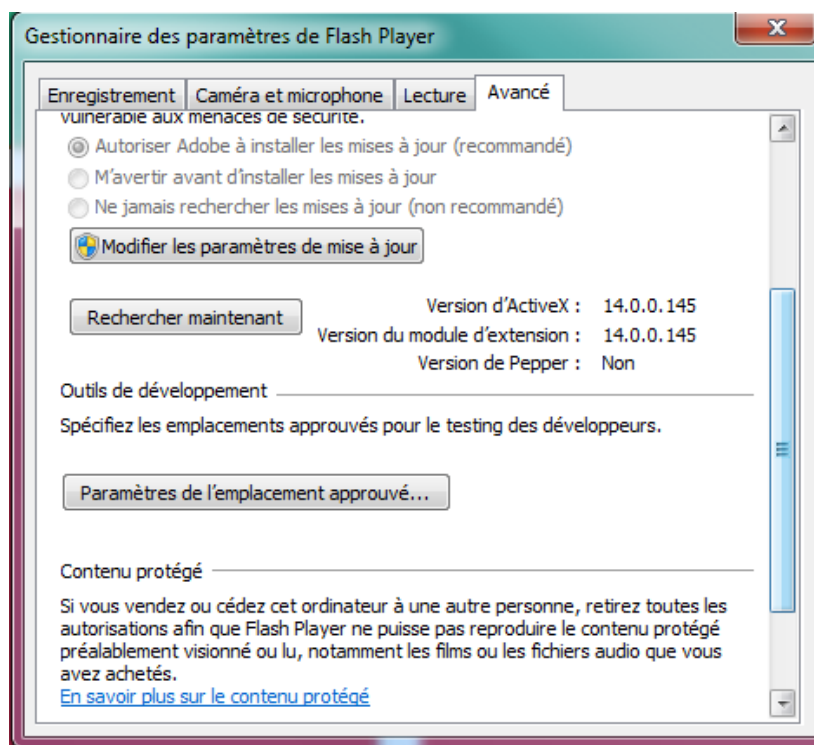 Gestionnaire des paramètres de Flash Player
Enregistrement Caméra et microphone Lecture Avancé
vulnérable aux menaces de sécurité.
Autoriser Adobe à installer les mises à jour (recommandé)
M'avertir avant d'installer les mises à jour
Ne jamais rechercher les mises à jour (non recommandé)
Modifier les paramètres de mise à jour
Rechercher maintenant
Version d'ActiveX : 14.0.0.145
Version du module d'extension : 14.0.0.145
Version de Pepper : Non
Outils de développement
Spécifiez les emplacements approuvés pour le testing des développeurs.
Paramètres de l'emplacement approuvé...
Contenu protégé
Si vous vendez ou cédez cet ordinateur à une autre personne, retirez toutes les
autorisations afin que Flash Player ne puisse pas reproduire le contenu protégé
préalablement visionné ou lu, notamment les films ou les fichiers audio que vous
avez achetés.
En savoir plus sur le contenu protégé